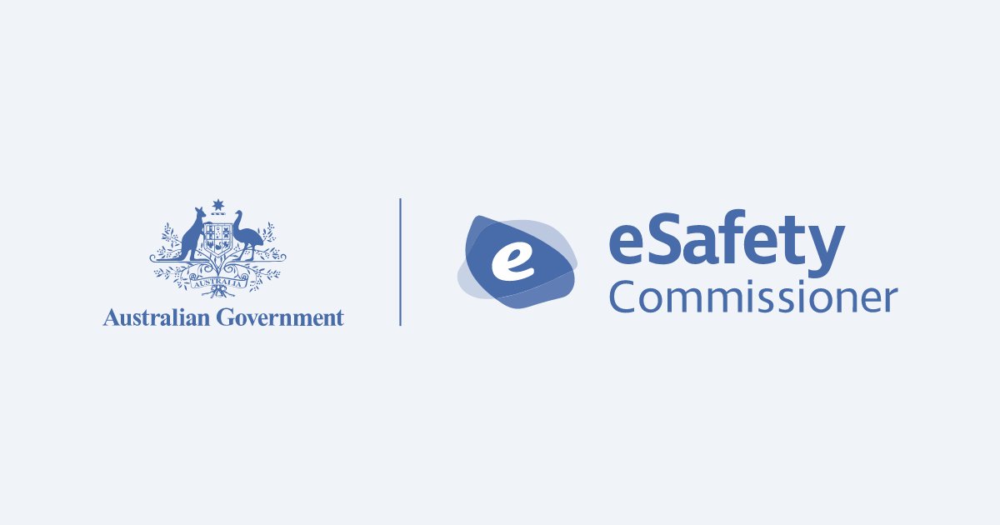 AUSTRALIA
Australian Government
e
eSafety
Commissioner